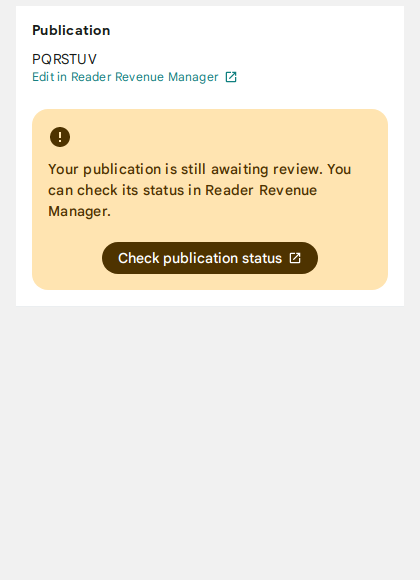 Publication
PQRSTUV
Edit in Reader Revenue Manager
Your publication is still awaiting review. You
can check its status in Reader Revenue
Manager.
Check publication status